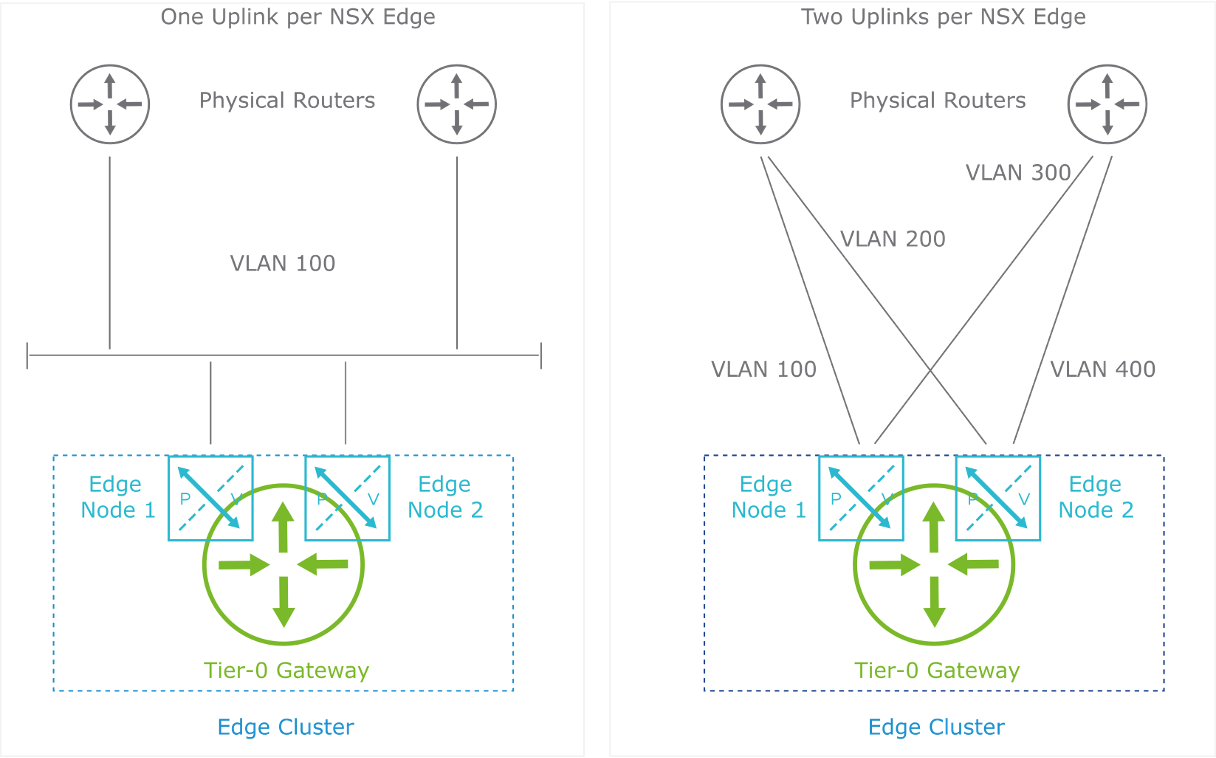 One Uplink per NSX Edge
Physical Routers
VLAN 100
Edge
Node 1
P
V
P
V
Edge
Node 2
Tier-0 Gateway
Edge Cluster
Two Uplinks per NSX Edge
Physical Routers
VLAN 300
VLAN 200
VLAN 100
VLAN 400
Edge
Node 1
P
V
P
V
Edge
Node 2
Tier-0 Gateway
Edge Cluster